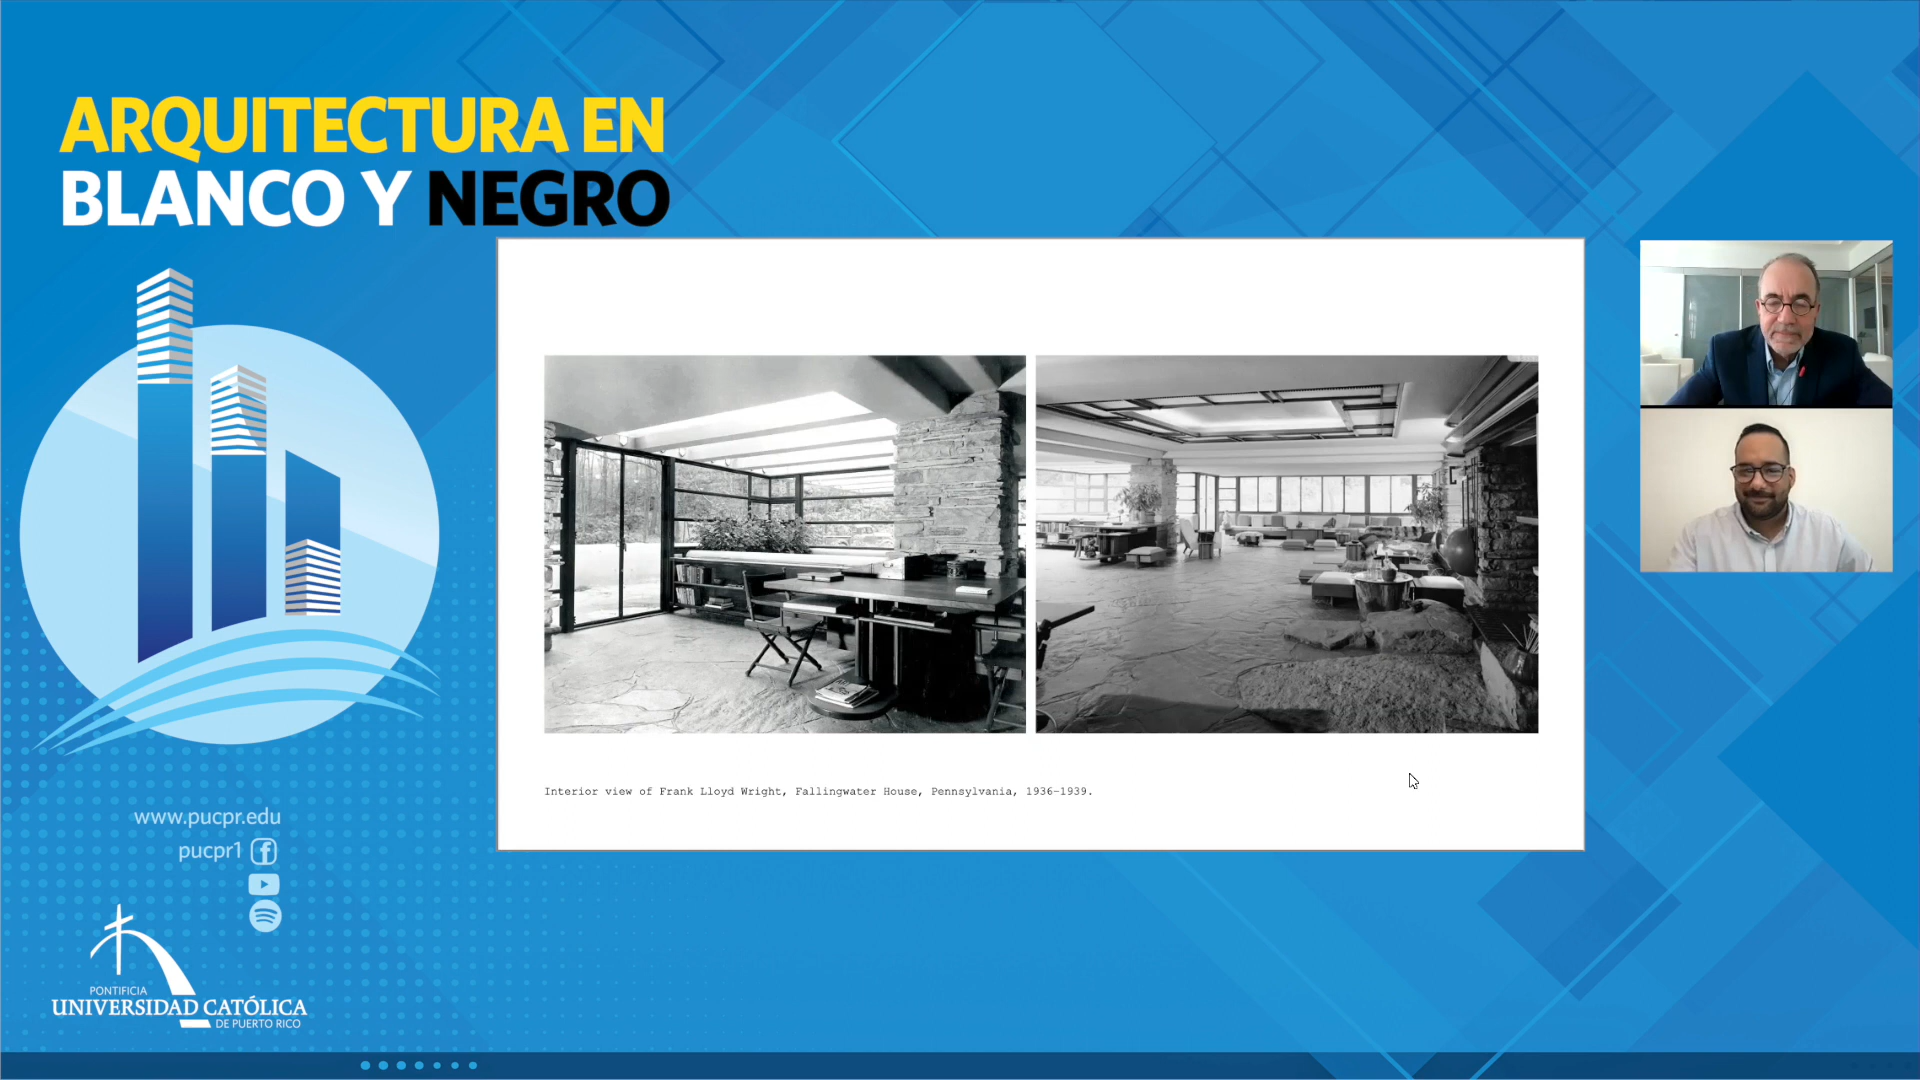 ARQUITECTURA EN
BLANCO Y NEGRO
Interior view of Frank Lloyd Wright, Fallingwater House, Pennsylvania, 1936-1939.
www.pucpr.edu
pucpr1
PONTIFICIA
UNIVERSIDAD CATÓLICA
DE PUERTO RICO